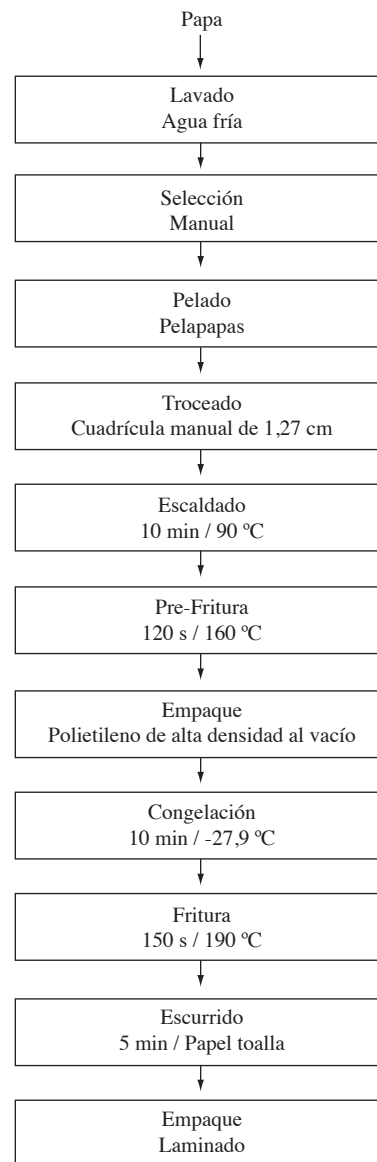 Papa
Lavado
Agua fría
Selección
Manual
Pelado
Pelapapas
Troceado
Cuadrícula manual de 1,27 cm
Escaldado
10 min / 90 ºC
Pre-Fritura
120 s / 160 ºC
Empaque
Polietileno de alta densidad al vacío
Congelación
10 min / -27,9 ºC
Fritura
150 s / 190 ºC
Escurrido
5 min / Papel toalla
Empaque
Laminado